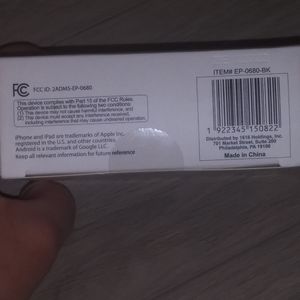 FC
FCC ID: 2ADM5-EP-0680
This device complies with Part 15 of the FCC Rules.
Operation is subject to the following two conditions:
(1) This device may not cause harmful interference, and
(2) This device must accept any interference received,
including interference that may cause undesired operation.
iPhone and iPad are trademarks of Apple Inc.,
registered in the U.S. and other countries.
Android is a trademark of Google LLC.
Keep all relevant information for future reference
ITEM# EP-0680-BK
1 922345 150822
Distributed by 1616 Holdings, Inc.
701 Market Street, Suite 200
Philadelphia, PA 19106
Made in China